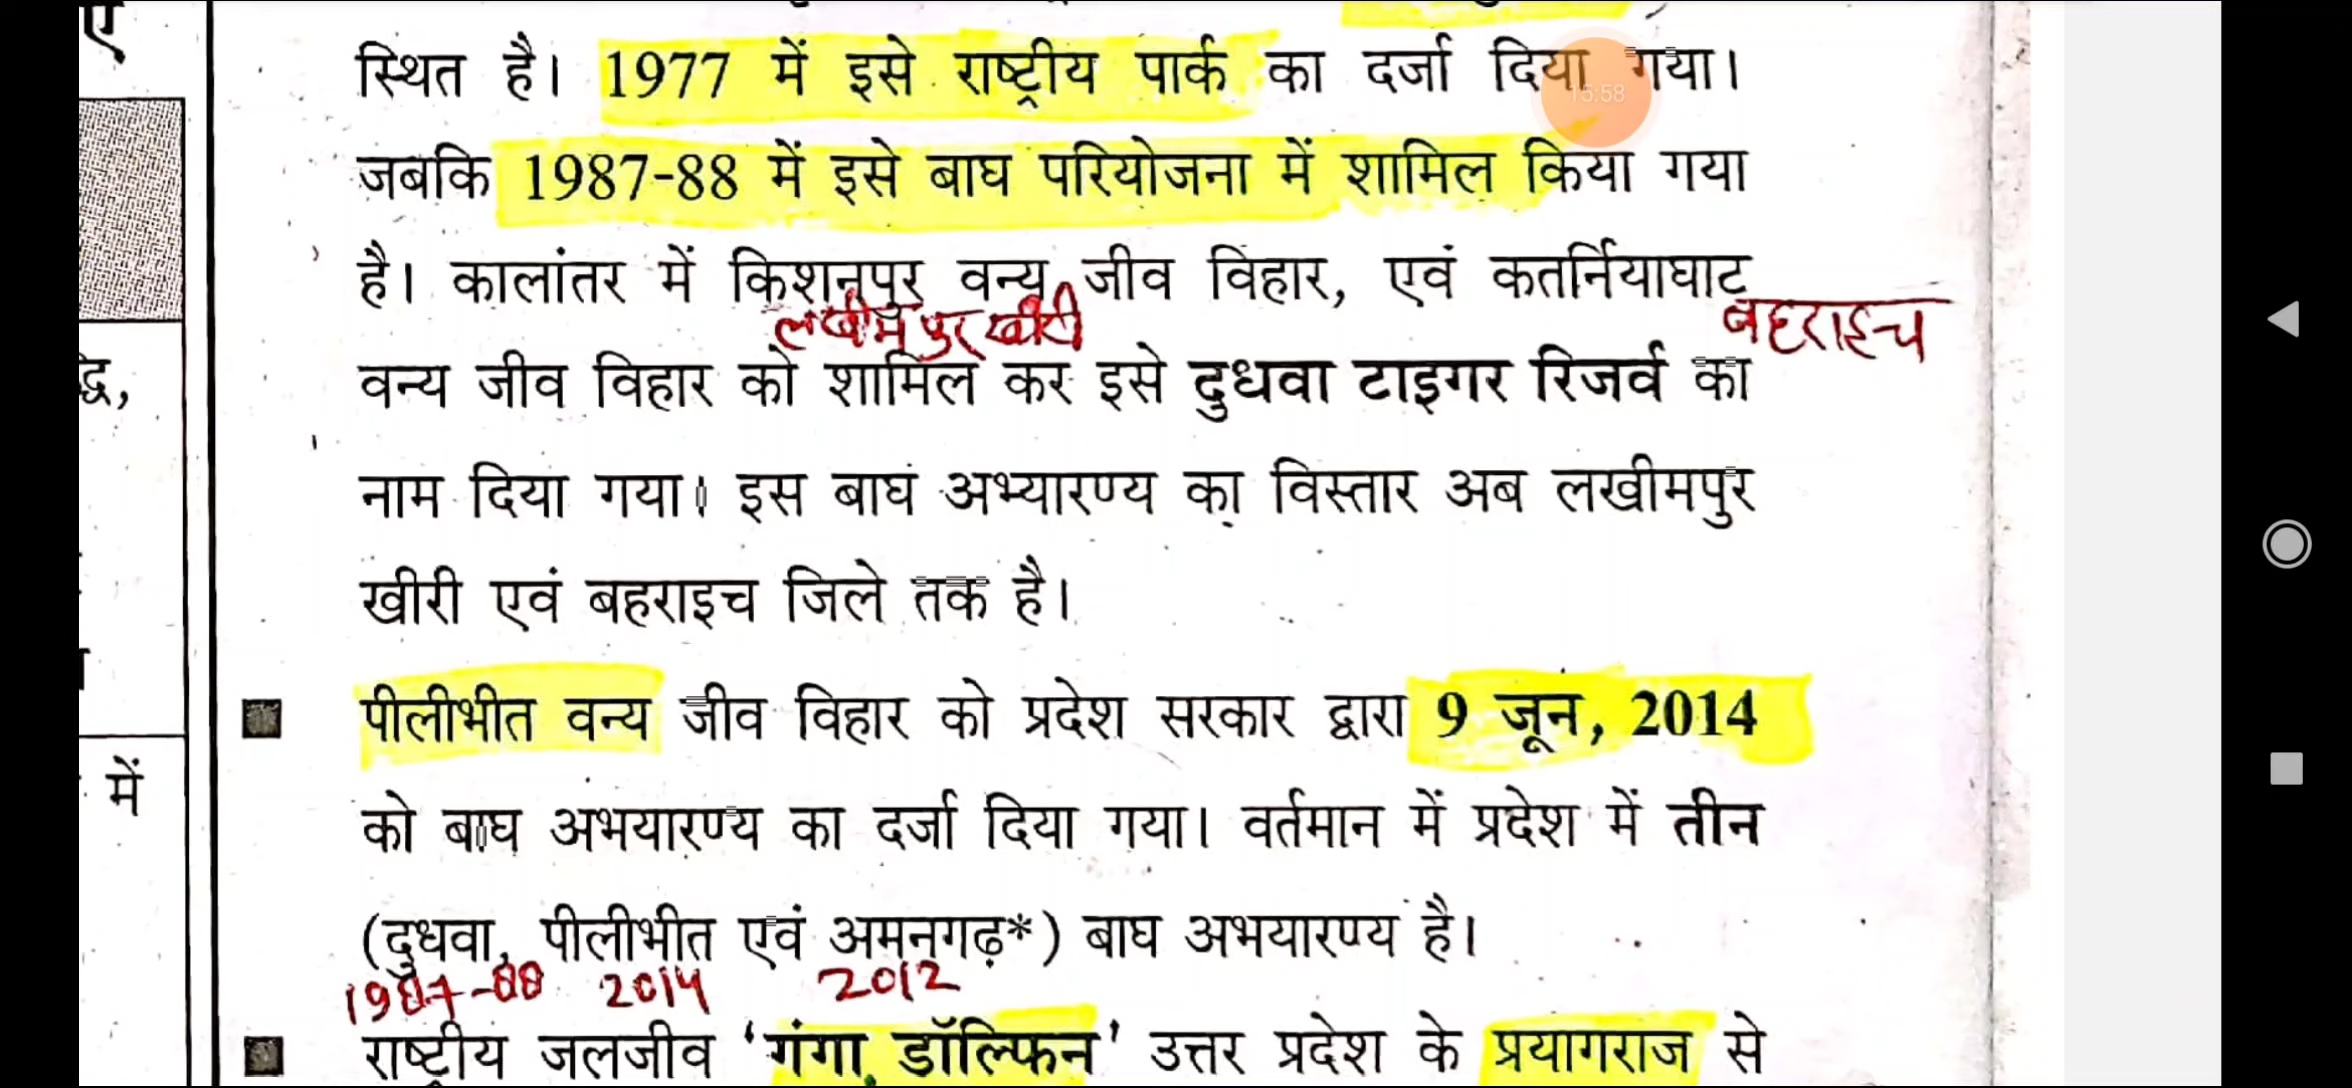 ए
स्थित है। 1977 में इसे राष्ट्रीय पार्क का दर्जा दिया गया।
15:58
जबकि 1987-88 में इसे बाघ परियोजना में शामिल किया गया
है। कालांतर में किशनपुर वन्य जीव विहार, एवं कतर्नियाघाट
लखीमपुर खीरी
बहराइच
वन्य जीव विहार को शामिल कर इसे दुधवा टाइगर रिजर्व का
द्धि,
नाम दिया गया। इस बाघ अभ्यारण्य का विस्तार अब लखीमपुर
खीरी एवं बहराइच जिले तक है।
पीलीभीत वन्य जीव विहार को प्रदेश सरकार द्वारा 9 जून, 2014
में
को बाघ अभयारण्य का दर्जा दिया गया। वर्तमान में प्रदेश में तीन
(दुधवा, पीलीभीत एवं अमनगढ़*) बाघ अभयारण्य है।
1987-88 2014 2012
राष्ट्रीय जलजीव ‘गंगा डॉल्फिन’ उत्तर प्रदेश के प्रयागराज से